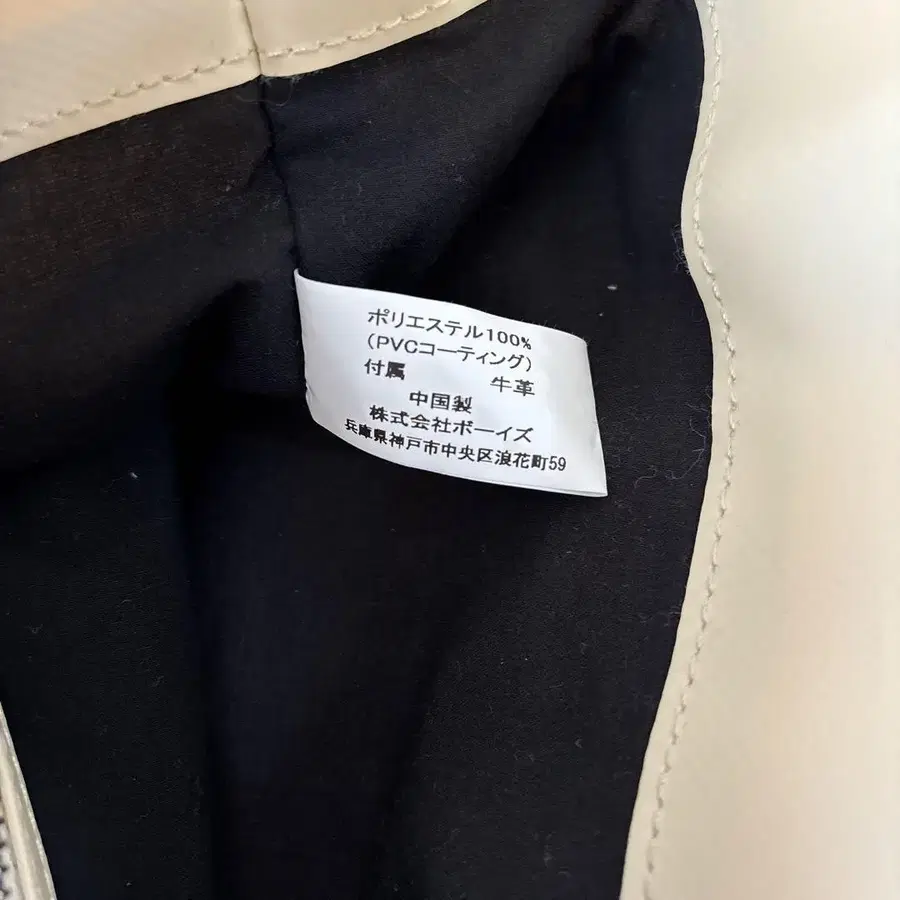 ポリエステル100%
(PVCコーティング)
付属 牛革
中国製
株式会社ボーイズ
兵庫県神戸市中央区浪花町59